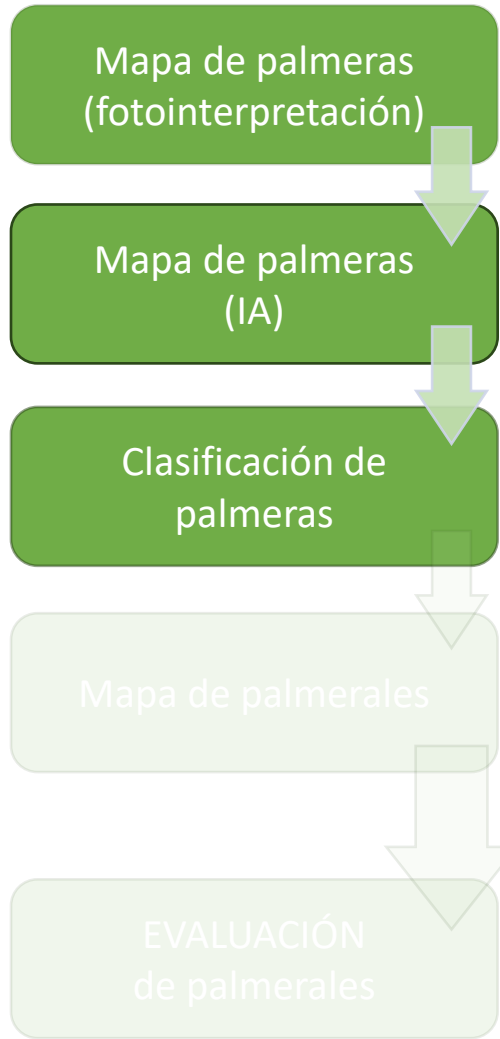 Mapa de palmeras
(fotointerpretación)
Mapa de palmeras
(IA)
Clasificación de
palmeras
Mapa de palmerales
EVALUACIÓN
de palmerales